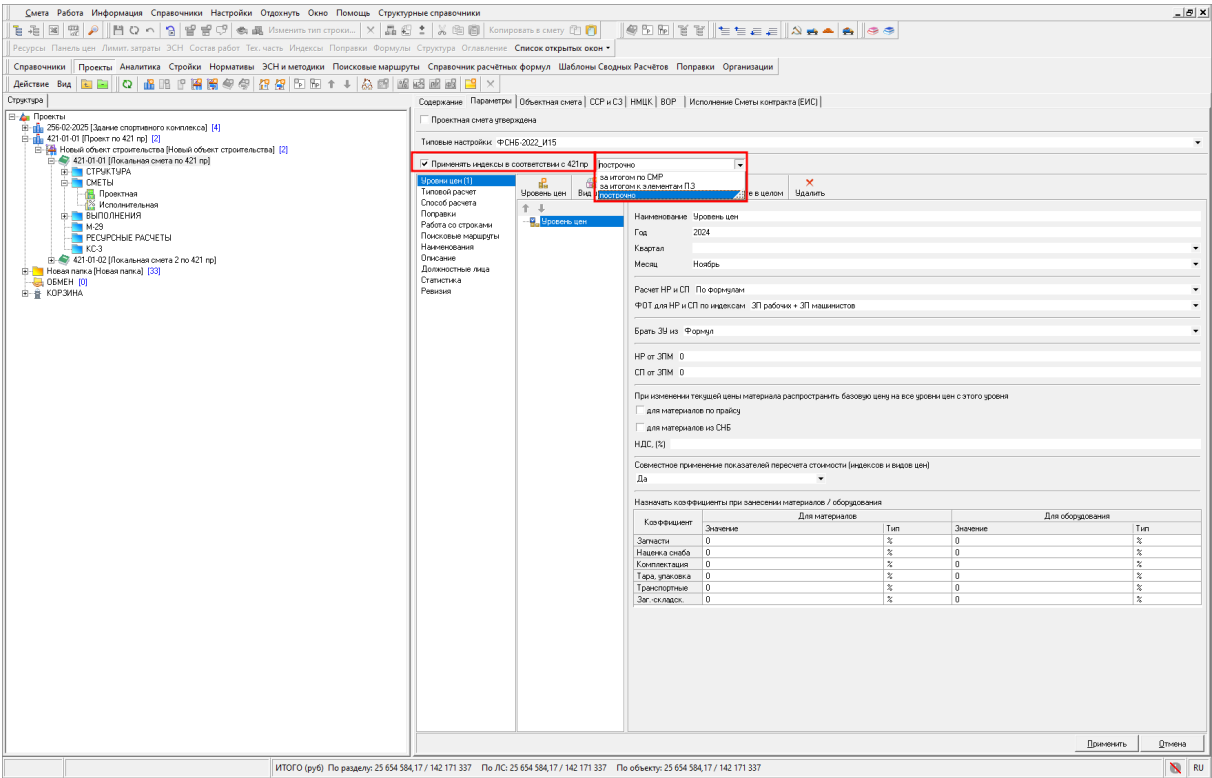 Смета Работа Информация Справочники Настройки Отдохнуть Окно Помощь Структурные справочники
Изменить тип строки... Копировать в смету
Ресурсы Панель цен Лимит. затраты ЗСН Состав работ Тех. часть Индексы Поправки Формулы Структура Оглавление Список открытых окон
Справочники Проекты Аналитика Стройки Нормативы ЭСН и методики Поисковые маршруты Справочник расчётных формул Шаблоны Сводных Расчётов Поправки Организации
Действие Вид
Структура
Проекты
256-02-2025 [Здание спортивного комплекса] [4]
421-01-01 [Проект по 421 пр] [2]
Новый объект строительства [Новый объект строительства] [2]
421-01-01 [Локальная смета по 421 пр]
СТРУКТУРА
СМЕТЫ
Проектная
Исполнительная
ВЫПОЛНЕНИЯ
М-29
РЕСУРСНЫЕ РАСЧЕТЫ
КС-3
421-01-02 [Локальная смета 2 по 421 пр]
Новая папка [Новая папка] [33]
ОБМЕН [0]
КОРЗИНА
Содержание Параметры Объектная смета ССР и СЗ НМЦК ВОР Исполнение Сметы контракта (ЕИС)
Проектная смета утверждена
Типовые настройки: ФСНБ-2022_И15
Применять индексы в соответствии с 421пр построчно
за итогом по СМР
за итогом к элементам ПЗ
построчно
Уровни цен (1)
Типовой расчет
Способ расчета
Поправки
Работа со строками
Поисковые маршруты
Наименования
Описание
Должностные лица
Статистика
Ревизия
Уровень цен Вид е в целом Удалить
Уровень цен
Наименование Уровень цен
Год 2024
Квартал
Месяц Ноябрь
Расчет НР и СП По формулам
ФОТ для НР и СП по индексам ЗП рабочих + ЗП машинистов
Брать ЗУ из Формул
НР от ЗПМ 0
СП от ЗПМ 0
При изменении текущей цены материала распространить базовую цену на все уровни цен с этого уровня
для материалов по прайсу
для материалов из СНБ
НДС, (%)
Совместное применение показателей пересчета стоимости (индексов и видов цен)
Да
Назначать коэффициенты при занесении материалов / оборудования
Коэффициент Для материалов Для оборудования
Значение Тип Значение Тип
Запчасти 0 % 0 %
Наценка снаба 0 % 0 %
Комплектация 0 % 0 %
Тара, упаковка 0 % 0 %
Транспортные 0 % 0 %
Заг.-складск. 0 % 0 %
Применить Отмена
ИТОГО (руб) По разделу: 25 654 584,17 / 142 171 337 По ЛС: 25 654 584,17 / 142 171 337 По объекту: 25 654 584,17 / 142 171 337
RU